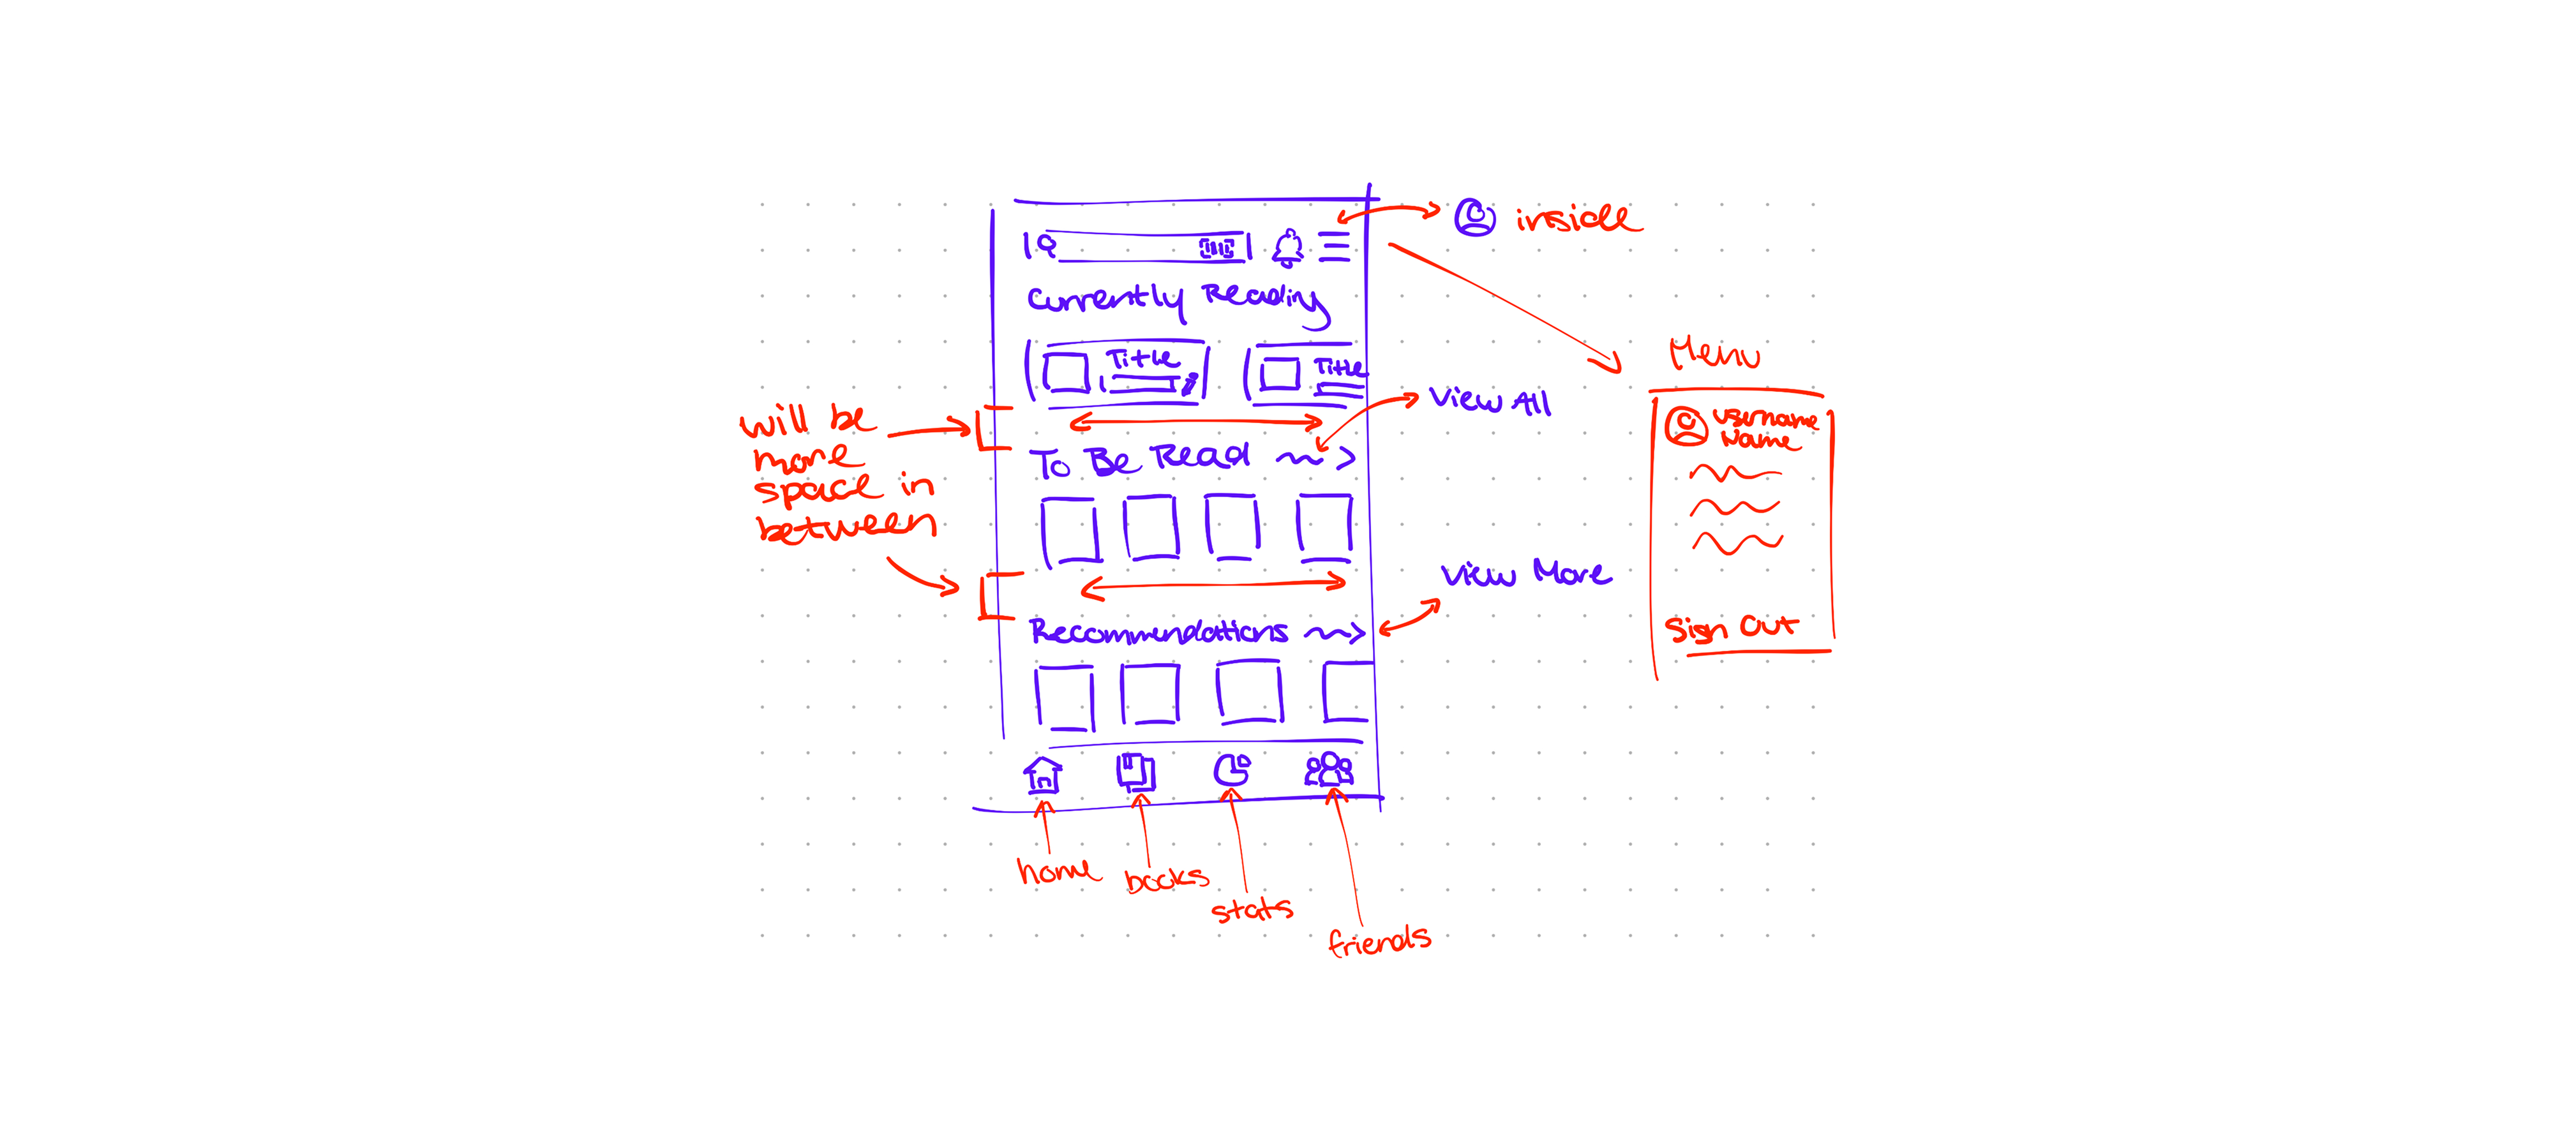 inside
Currently Reading
Title
Title
View All
To Be Read
will be
more
space in
between
View More
Recommendations
home
books
stats
friends
Menu
username
Name
Sign Out